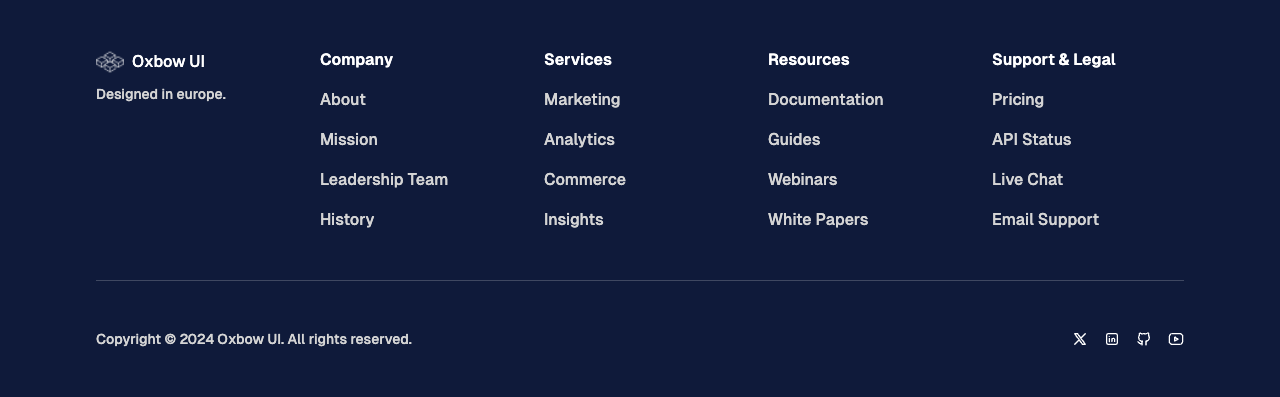 Oxbow UI
Designed in europe.
Company
About
Mission
Leadership Team
History
Services
Marketing
Analytics
Commerce
Insights
Resources
Documentation
Guides
Webinars
White Papers
Support & Legal
Pricing
API Status
Live Chat
Email Support
Copyright © 2024 Oxbow UI. All rights reserved.